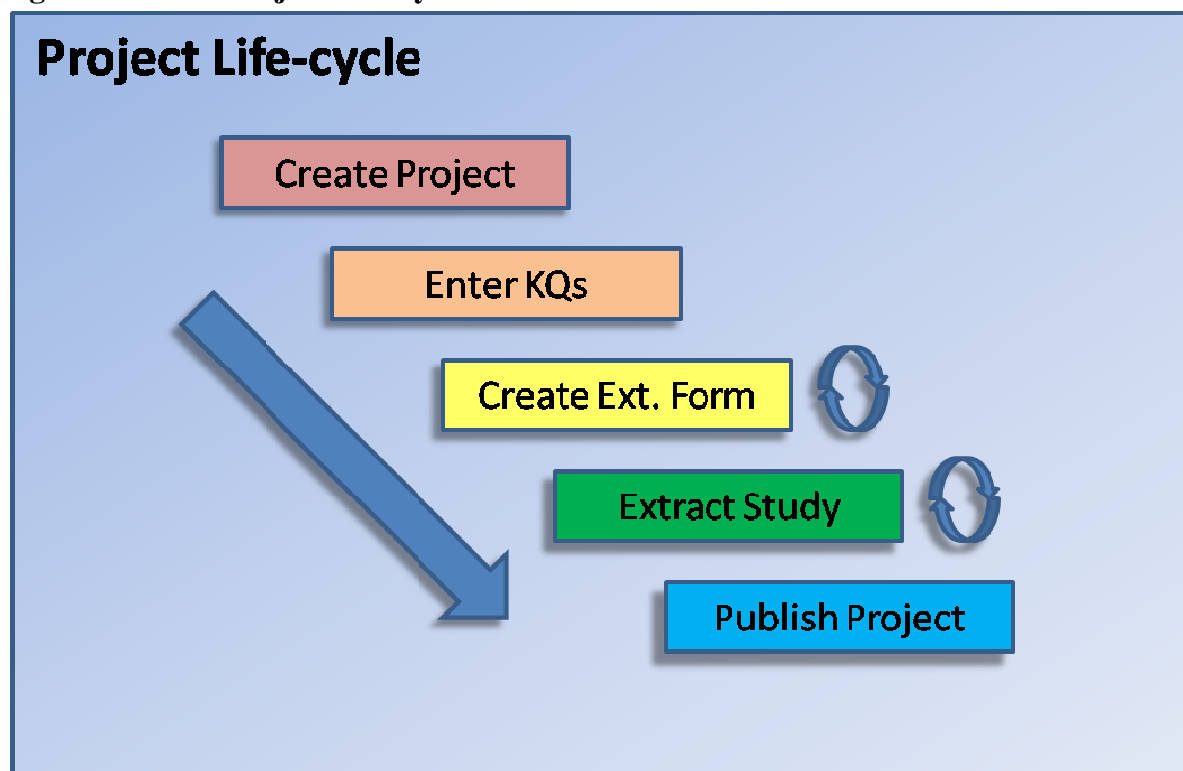 Project Life-cycle
Create Project
Enter KQs
Create Ext. Form
Extract Study
Publish Project